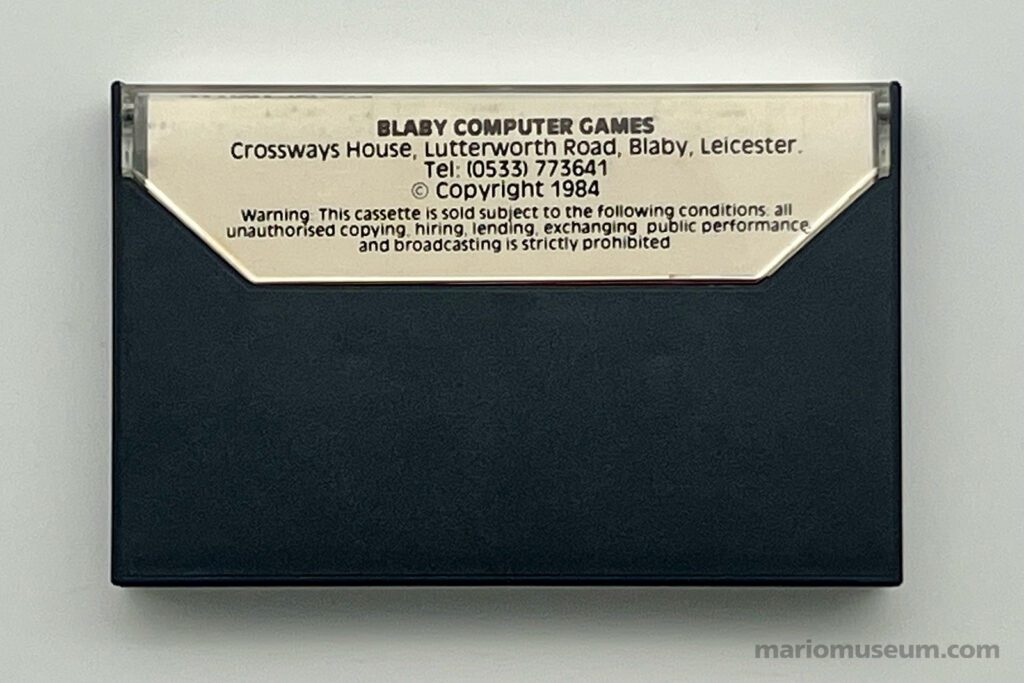 BLABY COMPUTER GAMES
Crossways House, Lutterworth Road, Blaby, Leicester.
Tel: (0533) 773641
© Copyright 1984
Warning: This cassette is sold subject to the following conditions: all
unauthorised copying, hiring, lending, exchanging, public performance,
and broadcasting is strictly prohibited
mariomuseum.com